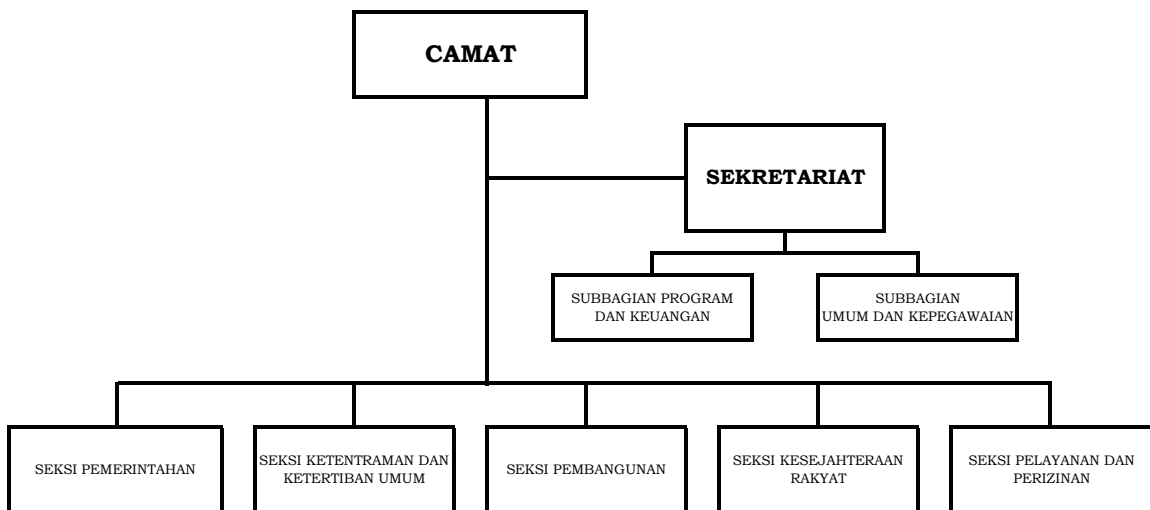 CAMAT
SEKRETARIAT
SUBBAGIAN PROGRAM
DAN KEUANGAN
SUBBAGIAN
UMUM DAN KEPEGAWAIAN
SEKSI PEMERINTAHAN
SEKSI KETENTRAMAN DAN
KETERTIBAN UMUM
SEKSI PEMBANGUNAN
SEKSI KESEJAHTERAAN
RAKYAT
SEKSI PELAYANAN DAN
PERIZINAN